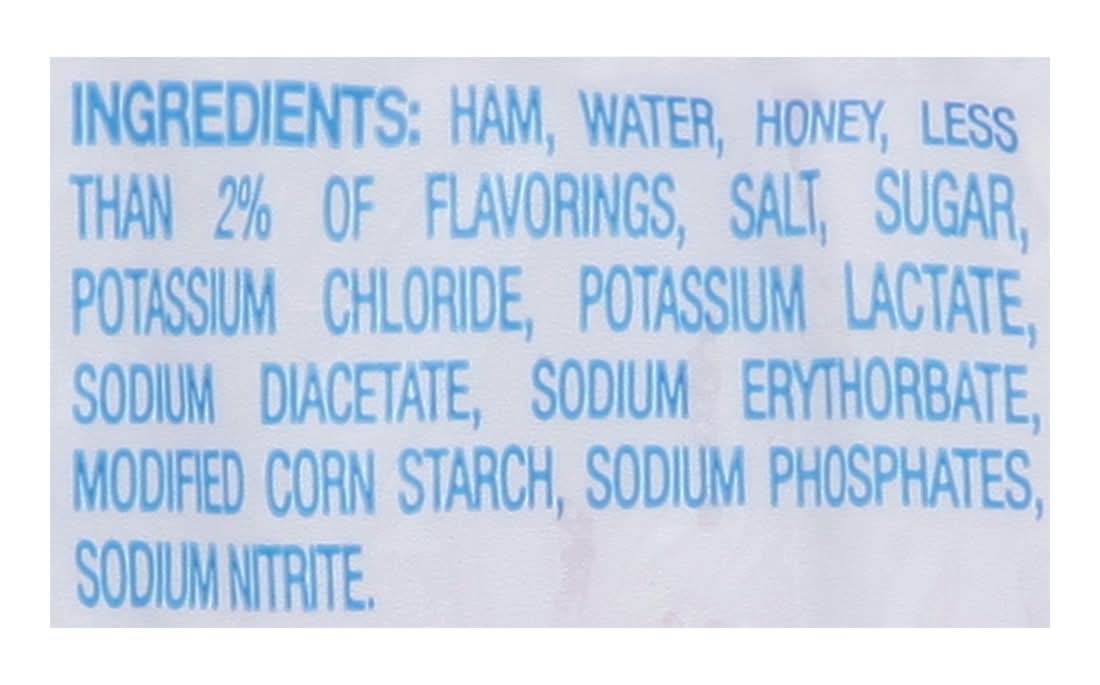 INGREDIENTS: HAM, WATER, HONEY, LESS
THAN 2% OF FLAVORINGS, SALT, SUGAR,
POTASSIUM CHLORIDE, POTASSIUM LACTATE,
SODIUM DIACETATE, SODIUM ERYTHORBATE,
MODIFIED CORN STARCH, SODIUM PHOSPHATES,
SODIUM NITRITE.